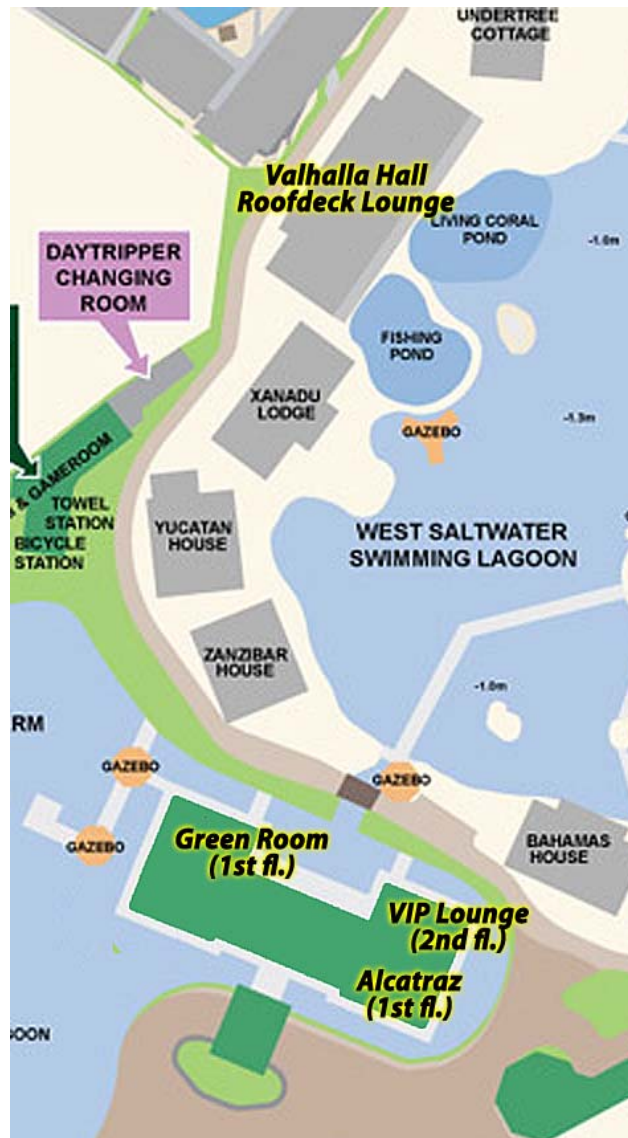 UNDERTREE
COTTAGE
Valhalla Hall
Roofdeck Lounge
LIVING CORAL
POND
-1.0m
DAYTRIPPER
CHANGING
ROOM
FISHING
POND
XANADU
LODGE
GAZEBO
-1.3m
& GAMEROOM
TOWEL
STATION
BICYCLE
STATION
YUCATAN
HOUSE
WEST SALTWATER
SWIMMING LAGOON
ZANZIBAR
HOUSE
-1.0m
RM
GAZEBO
GAZEBO
GAZEBO
Green Room
(1st fl.)
BAHAMAS
HOUSE
VIP Lounge
(2nd fl.)
Alcatraz
(1st fl.)
OON